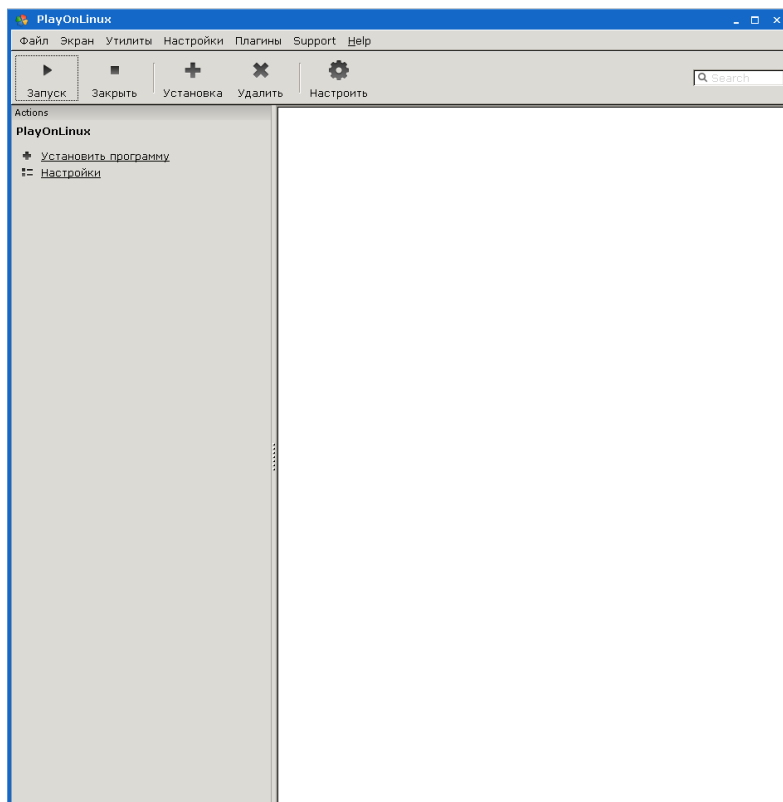 PlayOnLinux
Файл Экран Утилиты Настройки Плагины Support Help
Запуск Закрыть Установка Удалить Настроить Search
Actions
PlayOnLinux
Установить программу
Настройки